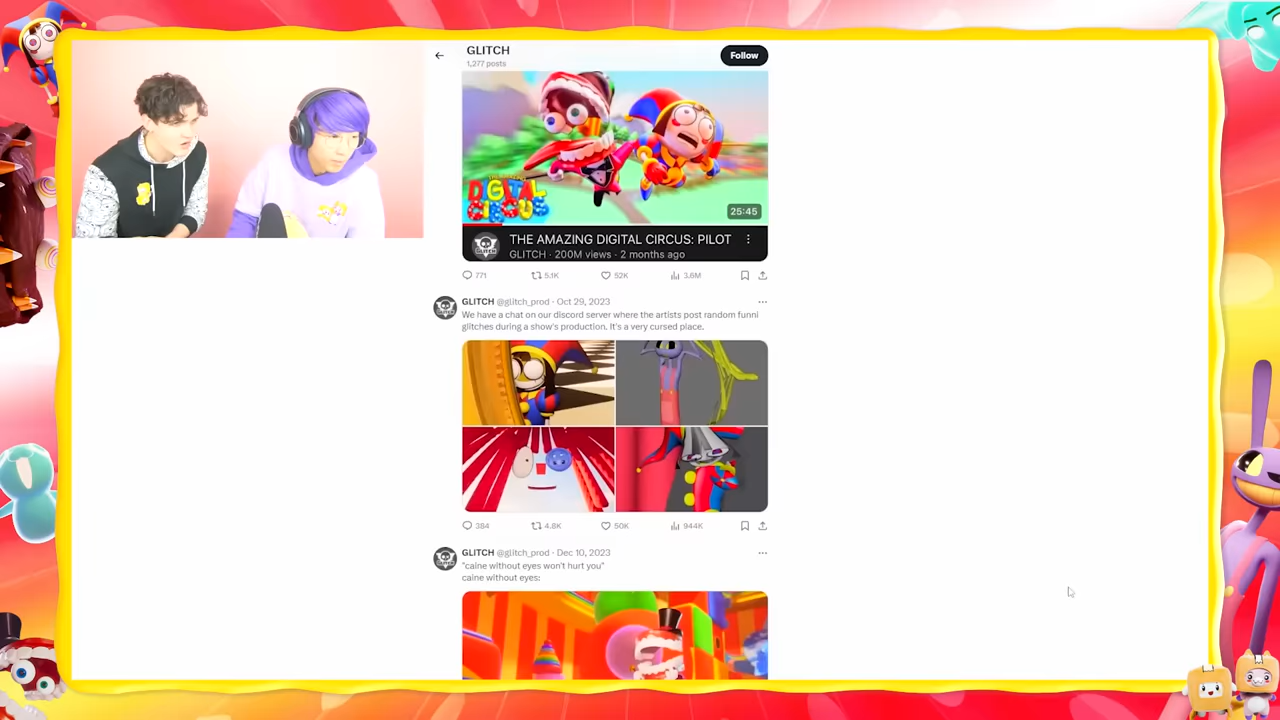 GLITCH
1,277 posts
Follow
THE AMAZING
DIGITAL
CIRCUS
25:45
THE AMAZING DIGITAL CIRCUS: PILOT
GLITCH · 200M views · 2 months ago
771 5.1K 52K 3.6M
GLITCH @glitch_prod · Oct 29, 2023
We have a chat on our discord server where the artists post random funni
glitches during a show's production. It's a very cursed place.
384 4.8K 50K 944K
GLITCH @glitch_prod · Dec 10, 2023
"caine without eyes won't hurt you"
caine without eyes: